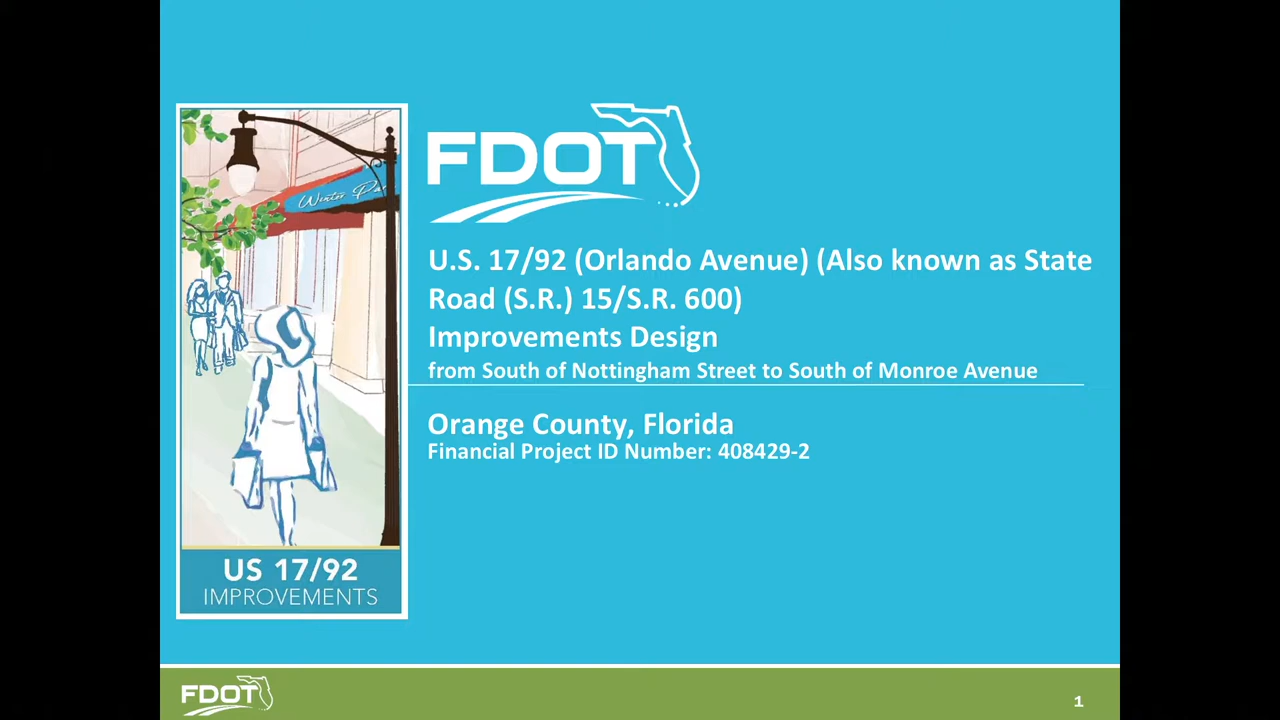 Winter Pa
US 17/92
IMPROVEMENTS
FDOT
U.S. 17/92 (Orlando Avenue) (Also known as State
Road (S.R.) 15/S.R. 600)
Improvements Design
from South of Nottingham Street to South of Monroe Avenue
Orange County, Florida
Financial Project ID Number: 408429-2
FDOT
1